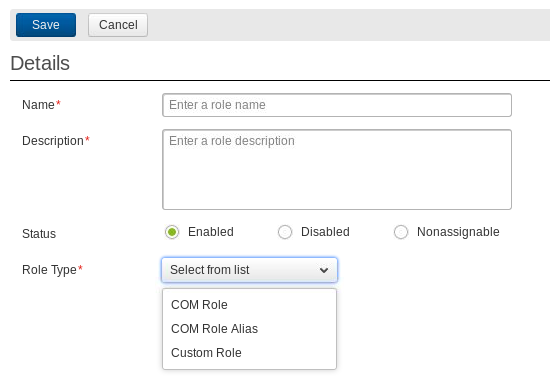 Save Cancel
Details
Name* Enter a role name
Description* Enter a role description
Status Enabled Disabled Nonassignable
Role Type* Select from list
COM Role
COM Role Alias
Custom Role